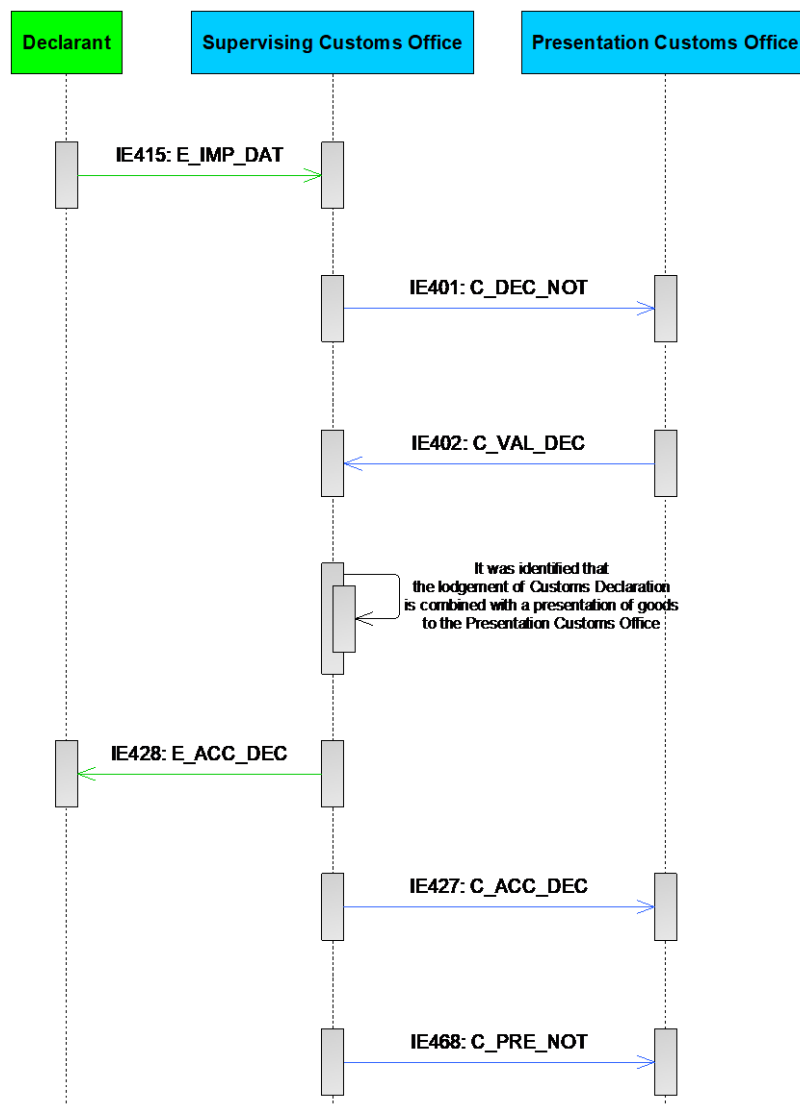 Declarant
Supervising Customs Office
Presentation Customs Office
IE415: E_IMP_DAT
IE401: C_DEC_NOT
IE402: C_VAL_DEC
It was identified that
the lodgement of Customs Declaration
is combined with a presentation of goods
to the Presentation Customs Office
IE428: E_ACC_DEC
IE427: C_ACC_DEC
IE468: C_PRE_NOT